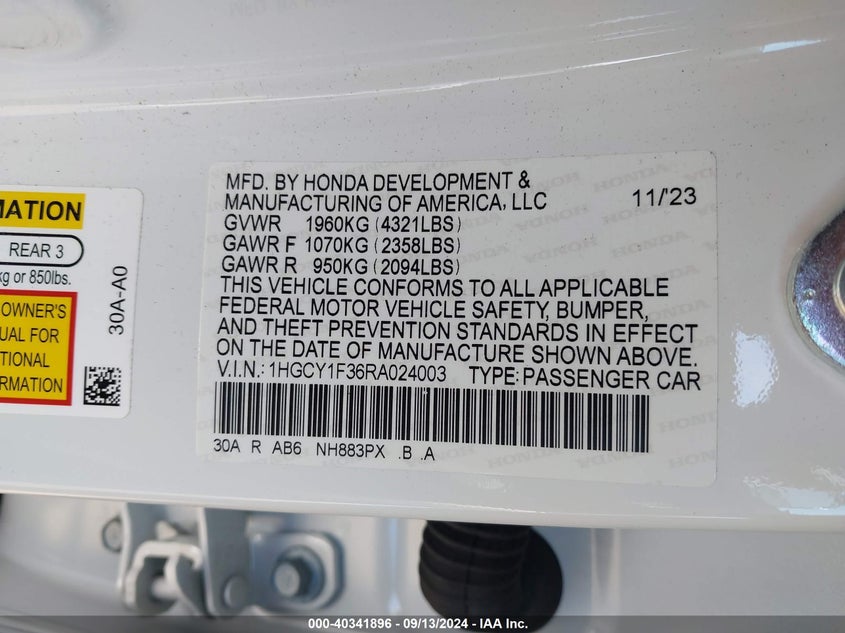 MATION
REAR 3
kg or 850lbs.
OWNER'S
UAL FOR
TIONAL
ORMATION
30A-A0
MFD. BY HONDA DEVELOPMENT &
MANUFACTURING OF AMERICA, LLC 11/'23
GVWR 1960KG (4321LBS)
GAWR F 1070KG (2358LBS)
GAWR R 950KG (2094LBS)
THIS VEHICLE CONFORMS TO ALL APPLICABLE
FEDERAL MOTOR VEHICLE SAFETY, BUMPER,
AND THEFT PREVENTION STANDARDS IN EFFECT
ON THE DATE OF MANUFACTURE SHOWN ABOVE.
V.I.N.: 1HGCY1F36RA024003 TYPE: PASSENGER CAR
30A R AB6 NH883PX .B .A
000-40341896 - 09/13/2024 - IAA Inc.